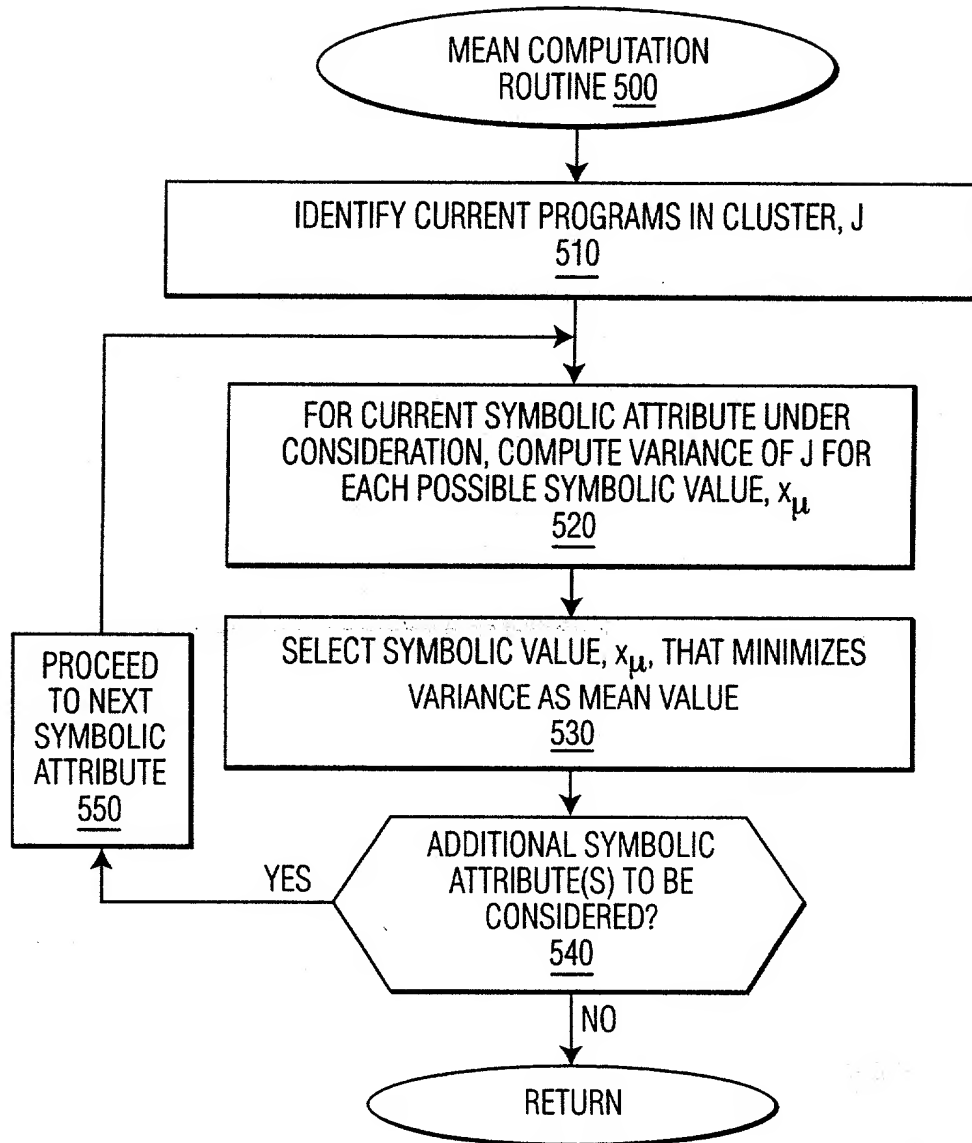 MEAN COMPUTATION
ROUTINE 500
IDENTIFY CURRENT PROGRAMS IN CLUSTER, J
510
FOR CURRENT SYMBOLIC ATTRIBUTE UNDER
CONSIDERATION, COMPUTE VARIANCE OF J FOR
EACH POSSIBLE SYMBOLIC VALUE, xμ
520
SELECT SYMBOLIC VALUE, xμ, THAT MINIMIZES
VARIANCE AS MEAN VALUE
530
PROCEED
TO NEXT
SYMBOLIC
ATTRIBUTE
550
YES
ADDITIONAL SYMBOLIC
ATTRIBUTE(S) TO BE
CONSIDERED?
540
NO
RETURN